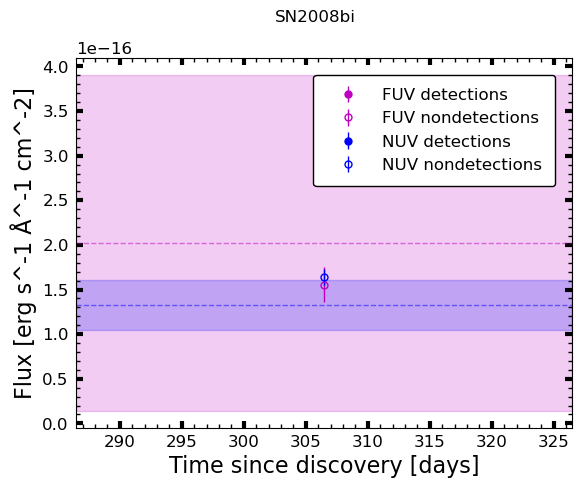 SN2008bi
1e−16
4.0
3.5
3.0
2.5
2.0
1.5
1.0
0.5
0.0
Flux [erg s^-1 Å^-1 cm^-2]
FUV detections
FUV nondetections
NUV detections
NUV nondetections
290 295 300 305 310 315 320 325
Time since discovery [days]